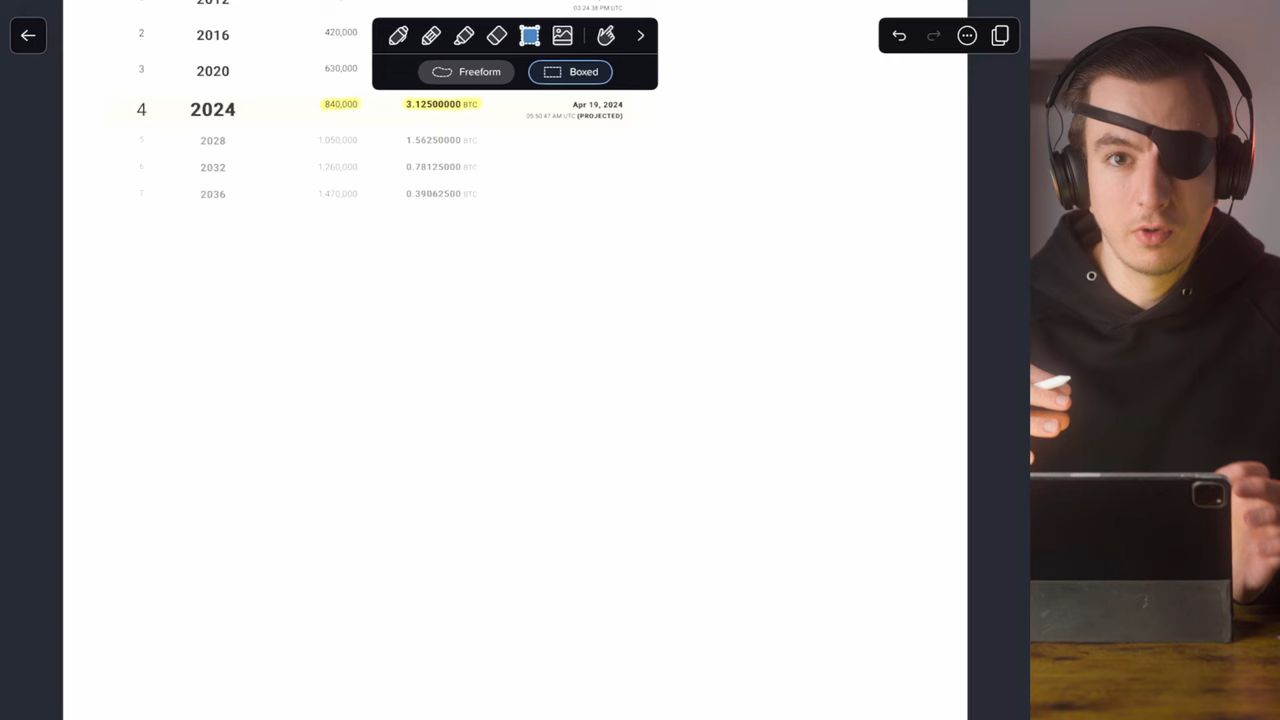 2012
03:24:38 PM UTC
2 2016 420,000
3 2020 630,000
Freeform Boxed
4 2024 840,000 3.12500000 BTC Apr 19, 2024
05:50:47 AM UTC (PROJECTED)
5 2028 1,050,000 1.56250000 BTC
6 2032 1,260,000 0.78125000 BTC
7 2036 1,470,000 0.39062500 BTC